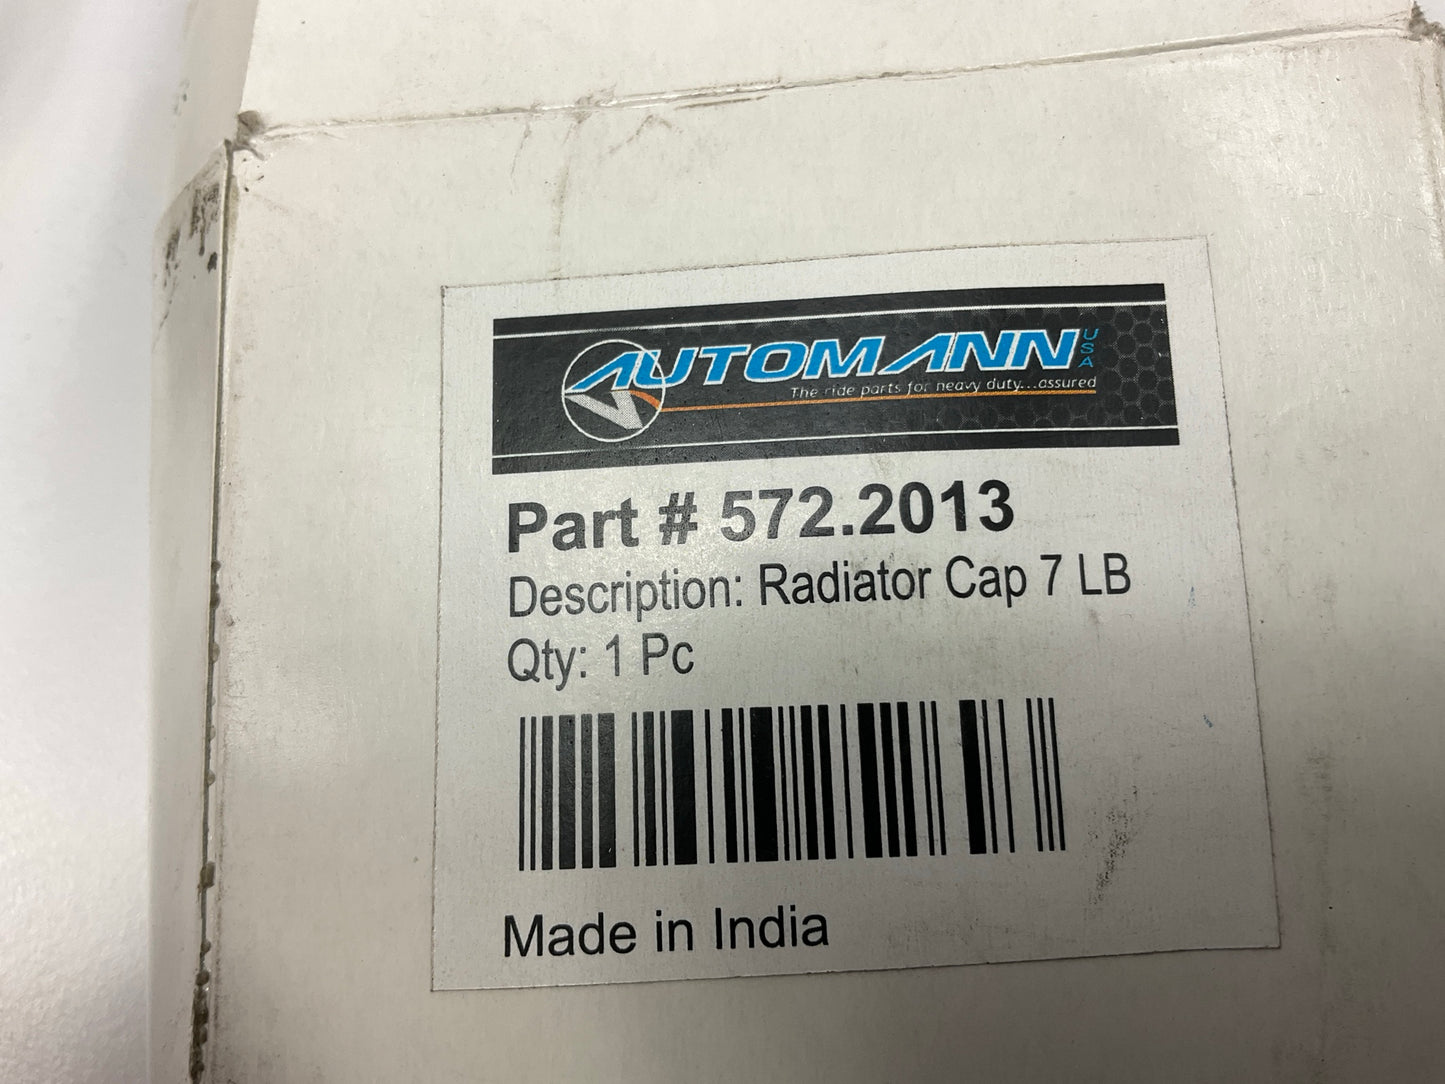 AUTOMANN USA
The ride parts for heavy duty...assured
Part # 572.2013
Description: Radiator Cap 7 LB
Qty: 1 Pc
Made in India